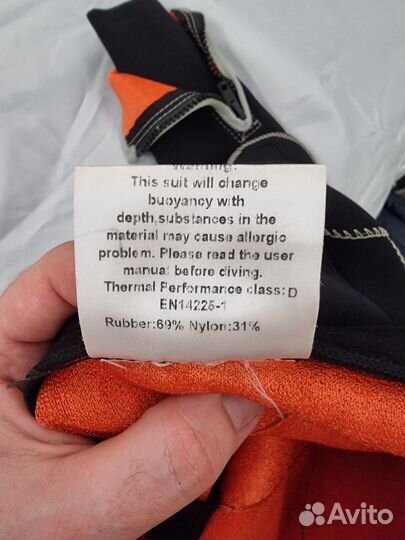 Warning:
This suit will change
buoyancy with
depth,substances in the
material may cause allergic
problem. Please read the user
manual before diving.
Thermal Performance class:D
EN14225-1
Rubber:69% Nylon:31%
Avito